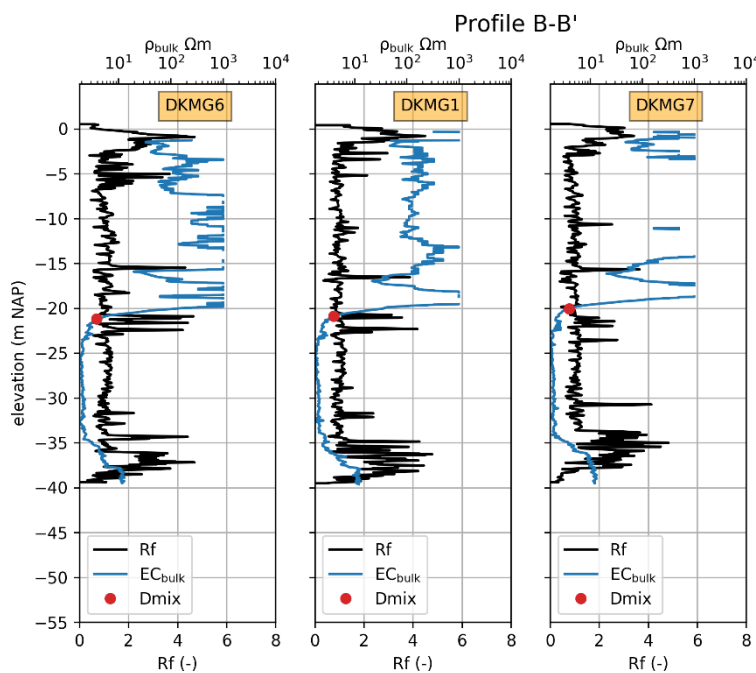 Profile B-B'
ρbulk Ωm ρbulk Ωm ρbulk Ωm
10¹ 10² 10³ 10⁴ 10¹ 10² 10³ 10⁴ 10¹ 10² 10³ 10⁴
DKMG6 DKMG1 DKMG7
elevation (m NAP)
0
−5
−10
−15
−20
−25
−30
−35
−40
−45
−50
−55
Rf
ECbulk
Dmix
Rf
ECbulk
Dmix
Rf
ECbulk
Dmix
0 2 4 6 8 0 2 4 6 8 0 2 4 6 8
Rf (-) Rf (-) Rf (-)